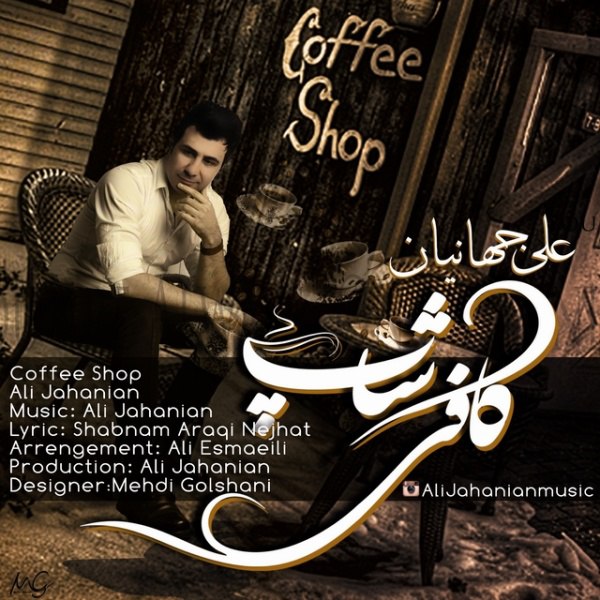 Coffee
Shop
علی جهانیان
کافی شاپ
Coffee Shop
Ali Jahanian
Music: Ali Jahanian
Lyric: Shabnam Araqi Nejhat
Arrengement: Ali Esmaeili
Production: Ali Jahanian
Designer:Mehdi Golshani
AliJahanianmusic
MG